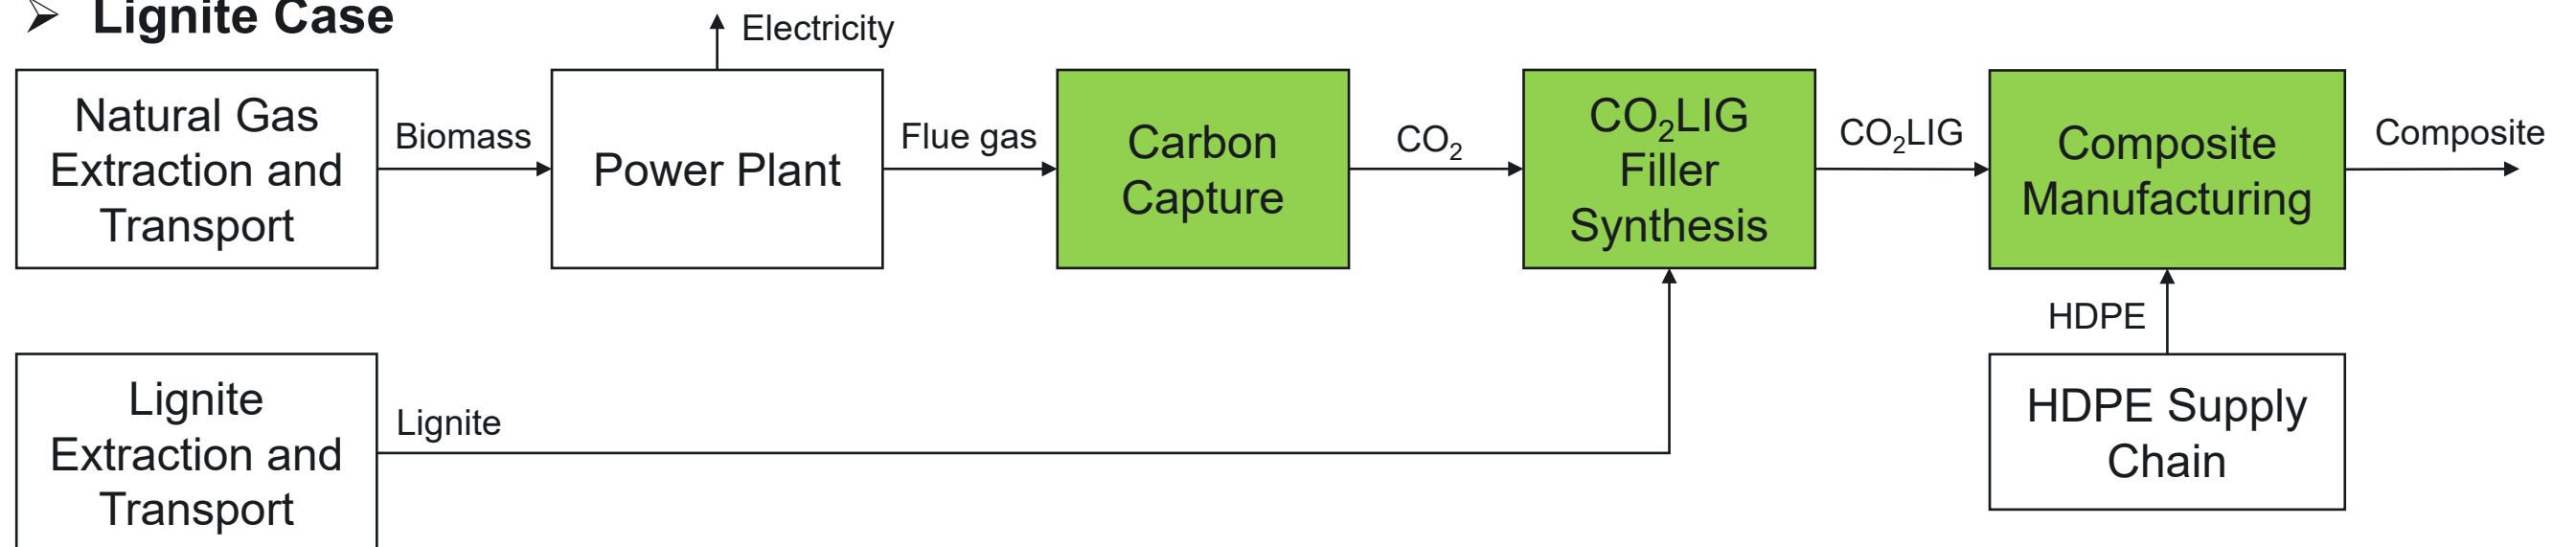 ➢ Lignite Case
Electricity
Natural Gas
Extraction and
Transport
Biomass
Power Plant
Flue gas
Carbon
Capture
CO₂
CO₂LIG
Filler
Synthesis
CO₂LIG
Composite
Manufacturing
Composite
HDPE
Lignite
Extraction and
Transport
Lignite
HDPE Supply
Chain